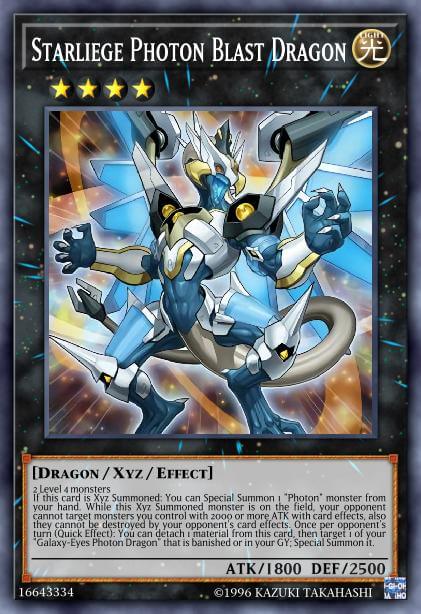 STARLIEGE PHOTON BLAST DRAGON
LIGHT
光
[DRAGON / XYZ / EFFECT]
2 Level 4 monsters
If this card is Xyz Summoned: You can Special Summon 1 "Photon" monster from
your hand. While this Xyz Summoned monster is on the field, your opponent
cannot target monsters you control with 2000 or more ATK with card effects, also
they cannot be destroyed by your opponent's card effects. Once per opponent's
turn (Quick Effect): You can detach 1 material from this card, then target 1 of your
"Galaxy-Eyes Photon Dragon" that is banished or in your GY; Special Summon it.
ATK/1800 DEF/2500
16643334
©1996 KAZUKI TAKAHASHI